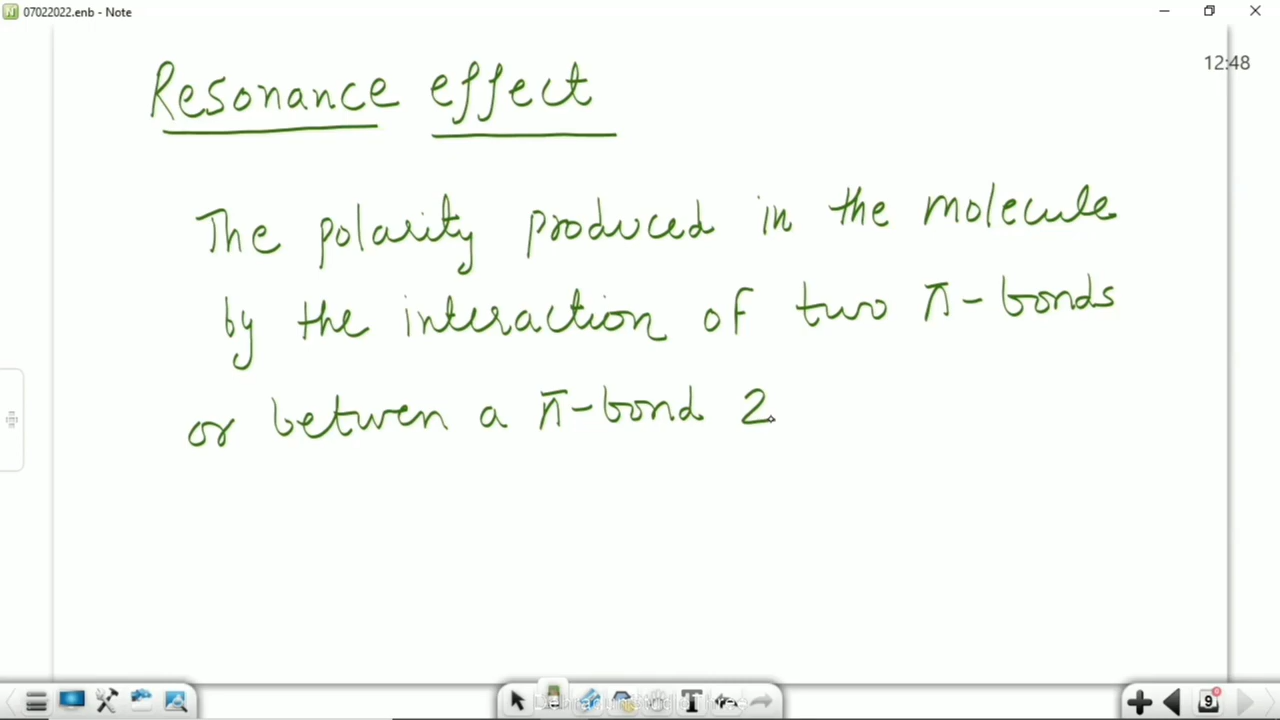 07022022.enb - Note
12:48
Resonance effect
The polarity produced in the molecule
by the interaction of two π-bonds
or betwen a π-bond 2
9